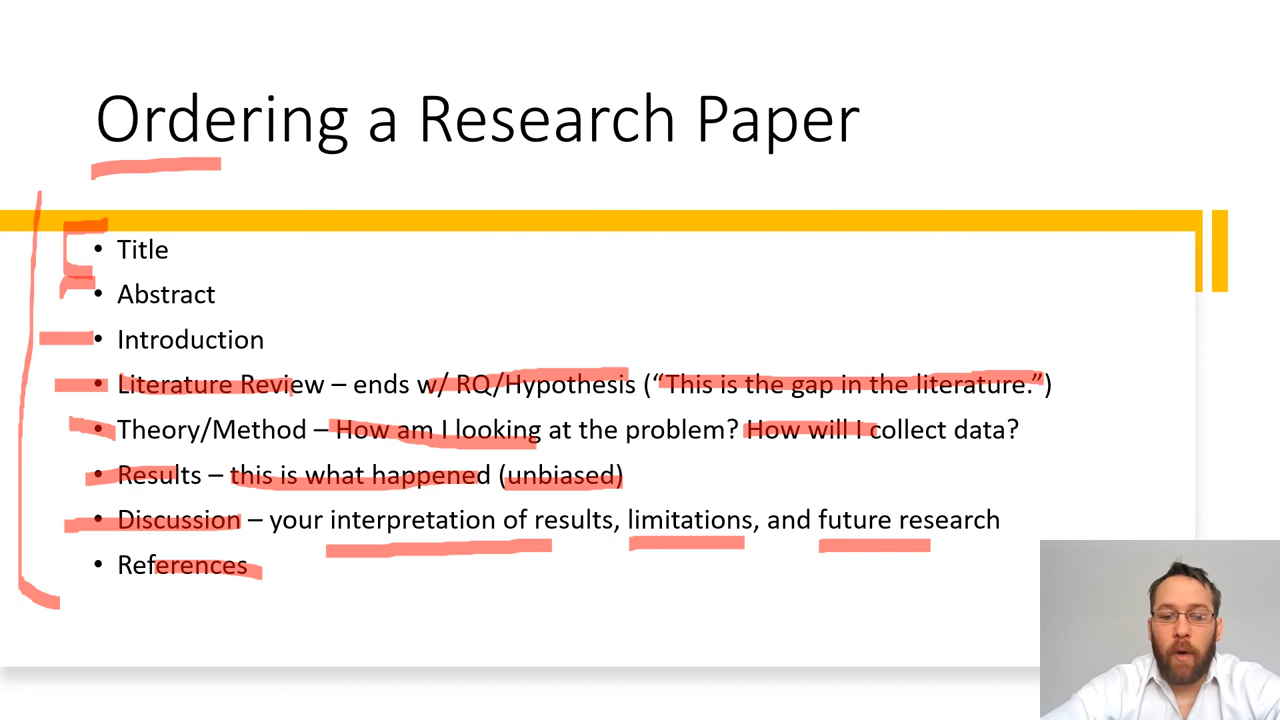 Ordering a Research Paper
• Title
• Abstract
• Introduction
• Literature Review – ends w/ RQ/Hypothesis (“This is the gap in the literature.”)
• Theory/Method – How am I looking at the problem? How will I collect data?
• Results – this is what happened (unbiased)
• Discussion – your interpretation of results, limitations, and future research
• References